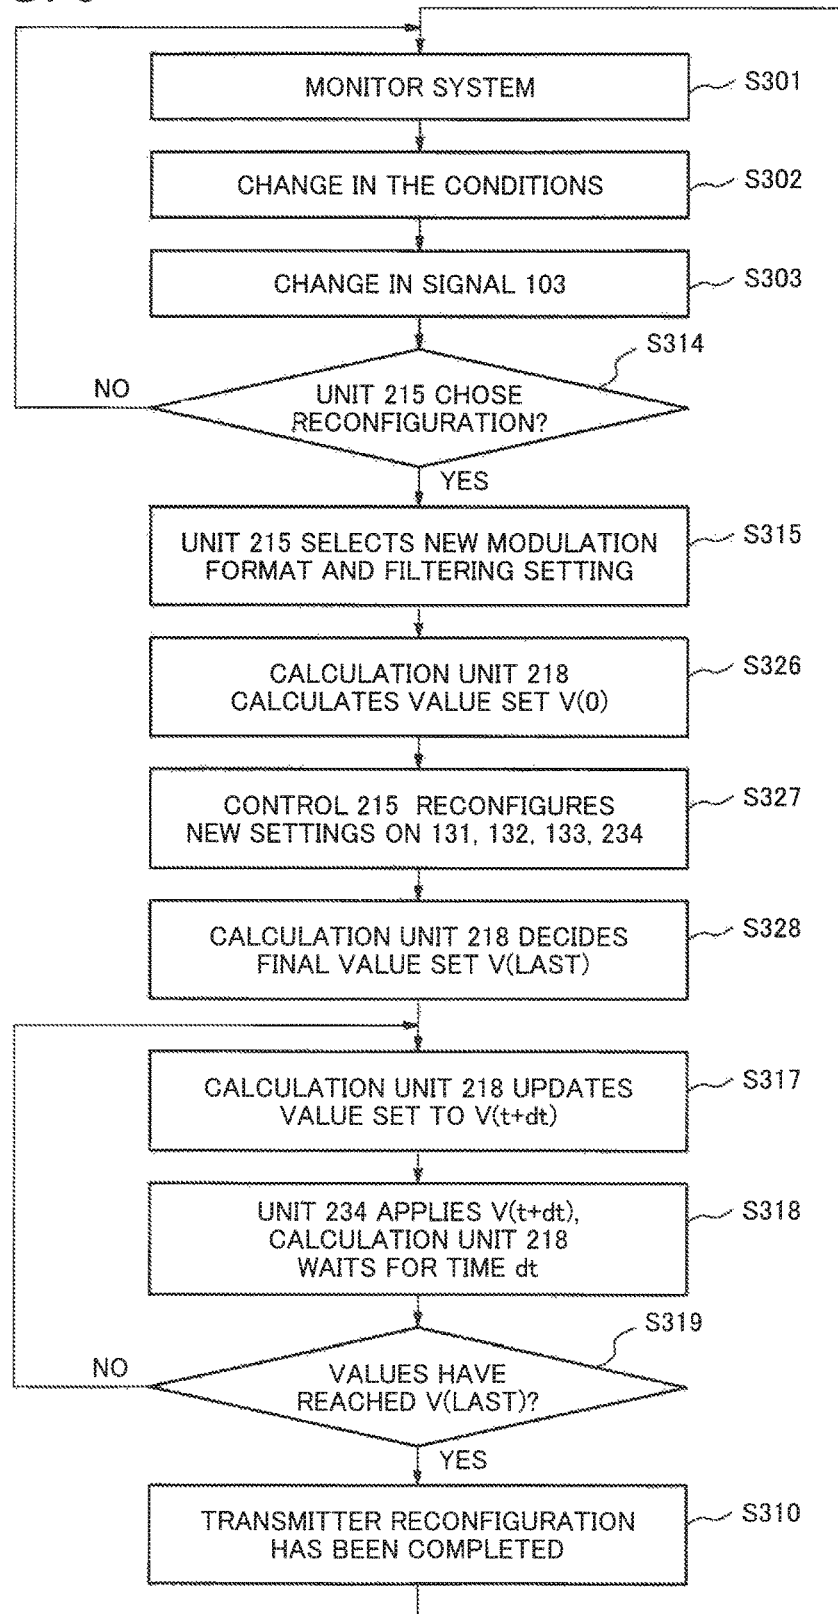 MONITOR SYSTEM
S301
CHANGE IN THE CONDITIONS
S302
CHANGE IN SIGNAL 103
S303
S314
NO
UNIT 215 CHOSE
RECONFIGURATION?
YES
UNIT 215 SELECTS NEW MODULATION
FORMAT AND FILTERING SETTING
S315
CALCULATION UNIT 218
CALCULATES VALUE SET V(0)
S326
CONTROL 215 RECONFIGURES
NEW SETTINGS ON 131, 132, 133, 234
S327
CALCULATION UNIT 218 DECIDES
FINAL VALUE SET V(LAST)
S328
CALCULATION UNIT 218 UPDATES
VALUE SET TO V(t+dt)
S317
UNIT 234 APPLIES V(t+dt),
CALCULATION UNIT 218
WAITS FOR TIME dt
S318
S319
NO
VALUES HAVE
REACHED V(LAST)?
YES
TRANSMITTER RECONFIGURATION
HAS BEEN COMPLETED
S310